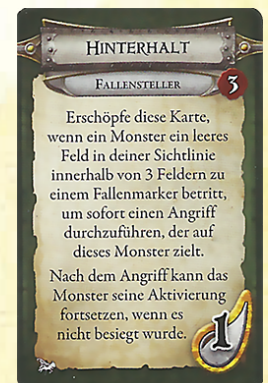 HINTERHALT
FALLENSTELLER
3
Erschöpfe diese Karte,
wenn ein Monster ein leeres
Feld in deiner Sichtlinie
innerhalb von 3 Feldern zu
einem Fallenmarker betritt,
um sofort einen Angriff
durchzuführen, der auf
dieses Monster zielt.
Nach dem Angriff kann das
Monster seine Aktivierung
fortsetzen, wenn es
nicht besiegt wurde.
1